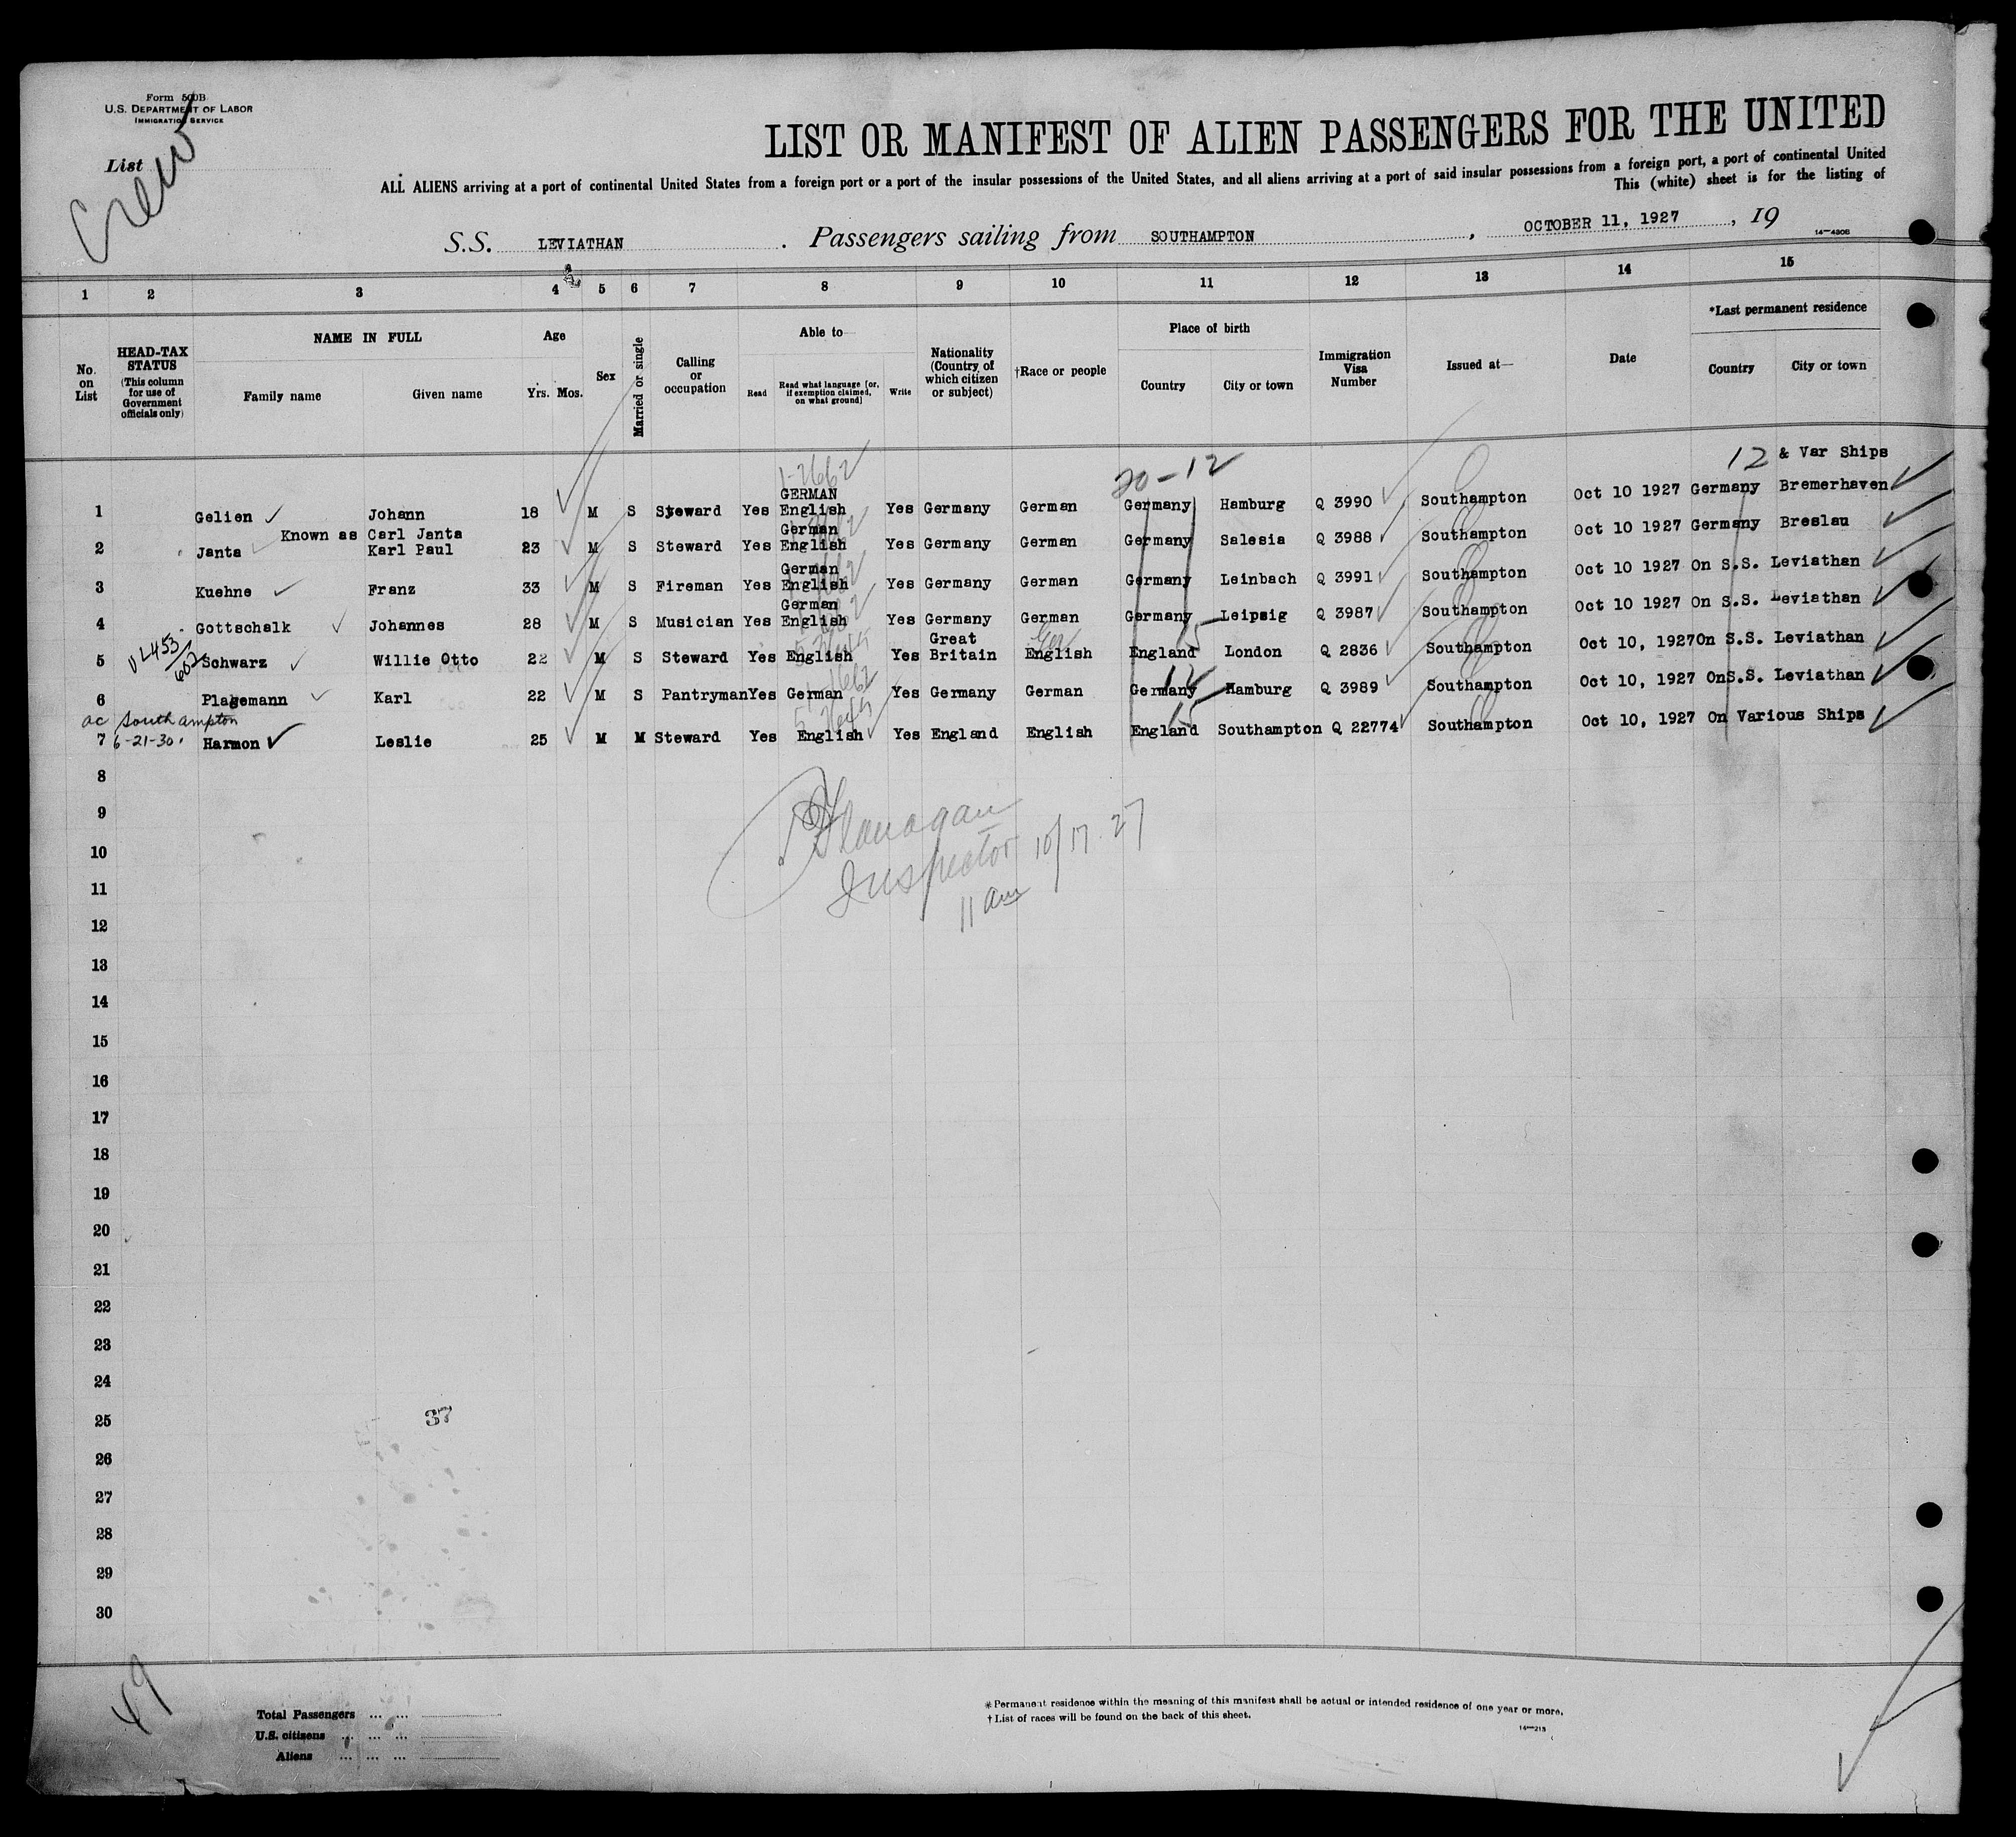 Form 500B
U.S. DEPARTMENT OF LABOR
IMMIGRATION SERVICE
List
Crew
LIST OR MANIFEST OF ALIEN PASSENGERS FOR THE UNITED
ALL ALIENS arriving at a port of continental United States from a foreign port or a port of the insular possessions of the United States, and all aliens arriving at a port of said insular possessions from a foreign port, a port of continental United
This (white) sheet is for the listing of
S.S. LEVIATHAN . Passengers sailing from SOUTHAMPTON , OCTOBER 11, 1927 , 19
14—430B
1 2 3 4 5 6 7 8 9 10 11 12 13 14 15
No. on List
HEAD-TAX STATUS (This column for use of Government officials only)
NAME IN FULL
Family name Given name
Age
Yrs. Mos.
Sex
Married or single
Calling or occupation
Able to—
Read Read what language [or, if exemption claimed, on what ground] Write
Nationality (Country of which citizen or subject)
†Race or people
Place of birth
Country City or town
Immigration Visa Number
Issued at—
Date
*Last permanent residence
Country City or town
12 & Var Ships
1-2662
20-12
1 Gelien Johann 18 M S Steward Yes GERMAN English Yes Germany German Germany Hamburg Q 3990 Southampton Oct 10 1927 Germany Bremerhaven
Known as Carl Janta
2 Janta Karl Paul 23 M S Steward Yes German English Yes Germany German Germany Salesia Q 3988 Southampton Oct 10 1927 Germany Breslau
3 Kuehne Franz 33 M S Fireman Yes German English Yes Germany German Germany Leinbach Q 3991 Southampton Oct 10 1927 On S.S. Leviathan
4 Gottschalk Johannes 28 M S Musician Yes German English Yes Germany German Germany Leipsig Q 3987 Southampton Oct 10 1927 On S.S. Leviathan
5 Schwarz Willie Otto 22 M S Steward Yes English Yes Great Britain English Ger England London Q 2836 Southampton Oct 10, 1927 On S.S. Leviathan
6 Plagemann Karl 22 M S Pantryman Yes German Yes Germany German Germany 12 Hamburg Q 3989 Southampton Oct 10, 1927 On S.S. Leviathan
ac Southampton
7 6-21-30. Harmon Leslie 25 M M Steward Yes English Yes England English England 15 Southampton Q 22774 Southampton Oct 10, 1927 On Various Ships
8
Flanagan
9
Inspector 10/17.27
10
11 am
11
12
13
14
15
16
17
18
19
20
21
22
23
24
25
37
26
27
28
29
30
49
Total Passengers ... ...
U.S. citizens ... ... ...
Aliens ... ... ...
* Permanent residence within the meaning of this manifest shall be actual or intended residence of one year or more.
† List of races will be found on the back of this sheet.
14—213